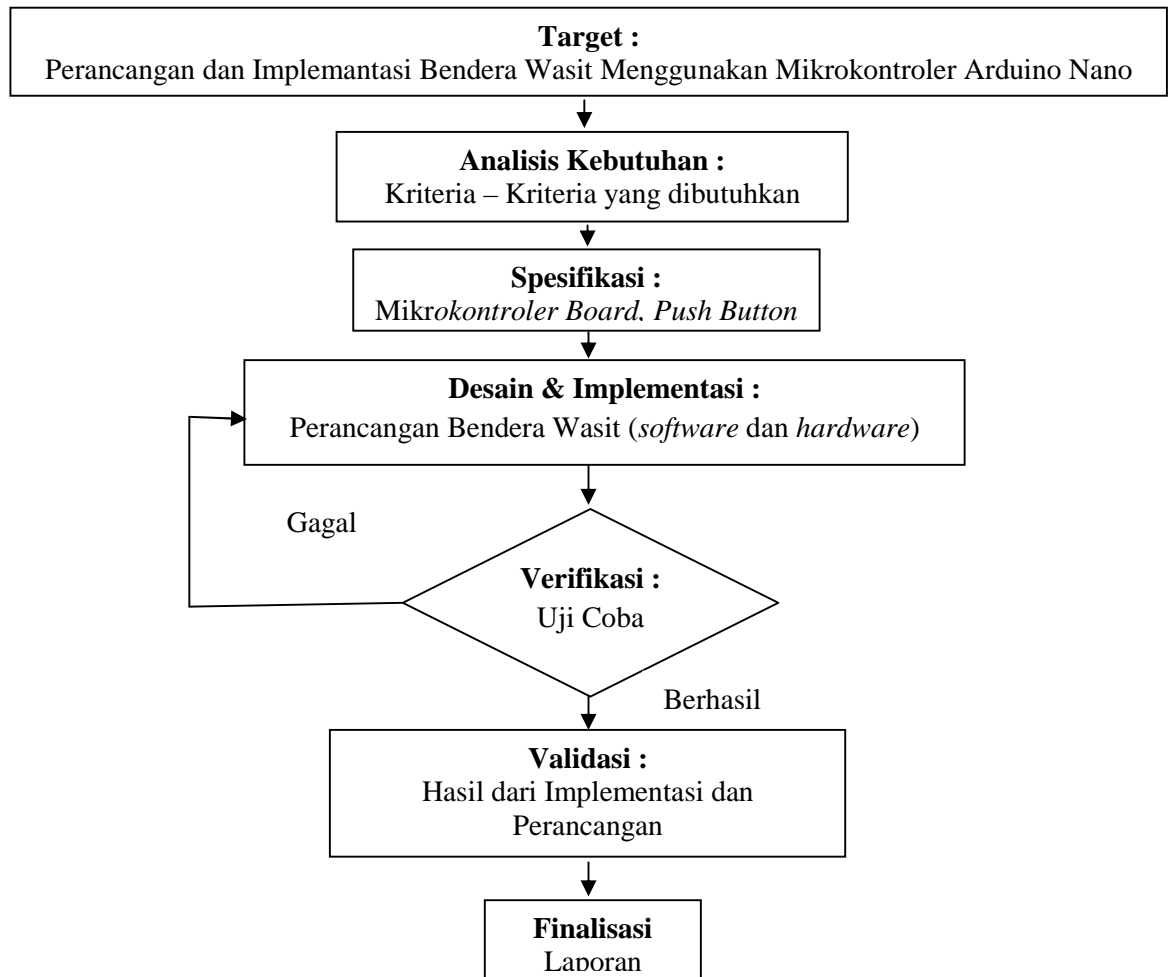 Target :
Perancangan dan Implemantasi Bendera Wasit Menggunakan Mikrokontroler Arduino Nano
Analisis Kebutuhan :
Kriteria – Kriteria yang dibutuhkan
Spesifikasi :
Mikrokontroler Board, Push Button
Desain & Implementasi :
Perancangan Bendera Wasit (software dan hardware)
Gagal
Verifikasi :
Uji Coba
Berhasil
Validasi :
Hasil dari Implementasi dan
Perancangan
Finalisasi
Laporan